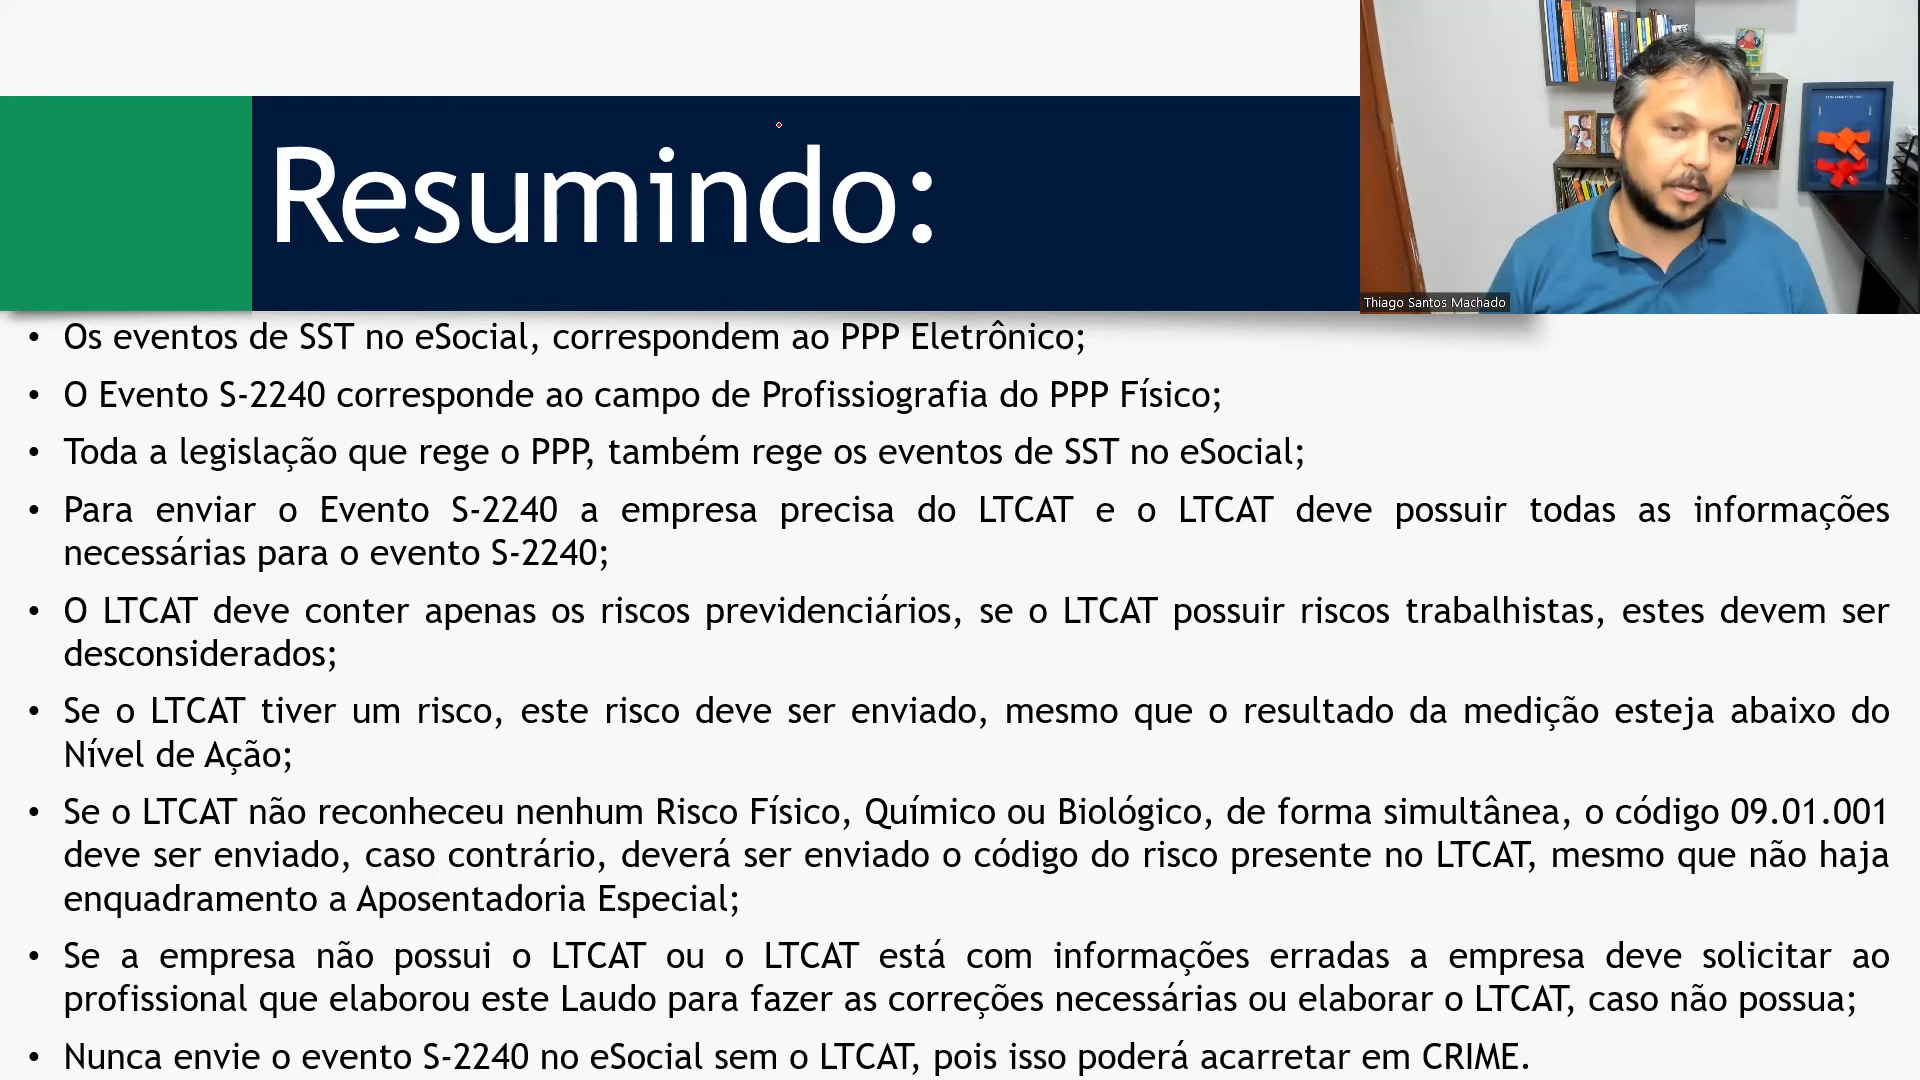 Resumindo:
Thiago Santos Machado
• Os eventos de SST no eSocial, correspondem ao PPP Eletrônico;
• O Evento S-2240 corresponde ao campo de Profissiografia do PPP Físico;
• Toda a legislação que rege o PPP, também rege os eventos de SST no eSocial;
• Para enviar o Evento S-2240 a empresa precisa do LTCAT e o LTCAT deve possuir todas as informações
necessárias para o evento S-2240;
• O LTCAT deve conter apenas os riscos previdenciários, se o LTCAT possuir riscos trabalhistas, estes devem ser
desconsiderados;
• Se o LTCAT tiver um risco, este risco deve ser enviado, mesmo que o resultado da medição esteja abaixo do
Nível de Ação;
• Se o LTCAT não reconheceu nenhum Risco Físico, Químico ou Biológico, de forma simultânea, o código 09.01.001
deve ser enviado, caso contrário, deverá ser enviado o código do risco presente no LTCAT, mesmo que não haja
enquadramento a Aposentadoria Especial;
• Se a empresa não possui o LTCAT ou o LTCAT está com informações erradas a empresa deve solicitar ao
profissional que elaborou este Laudo para fazer as correções necessárias ou elaborar o LTCAT, caso não possua;
• Nunca envie o evento S-2240 no eSocial sem o LTCAT, pois isso poderá acarretar em CRIME.